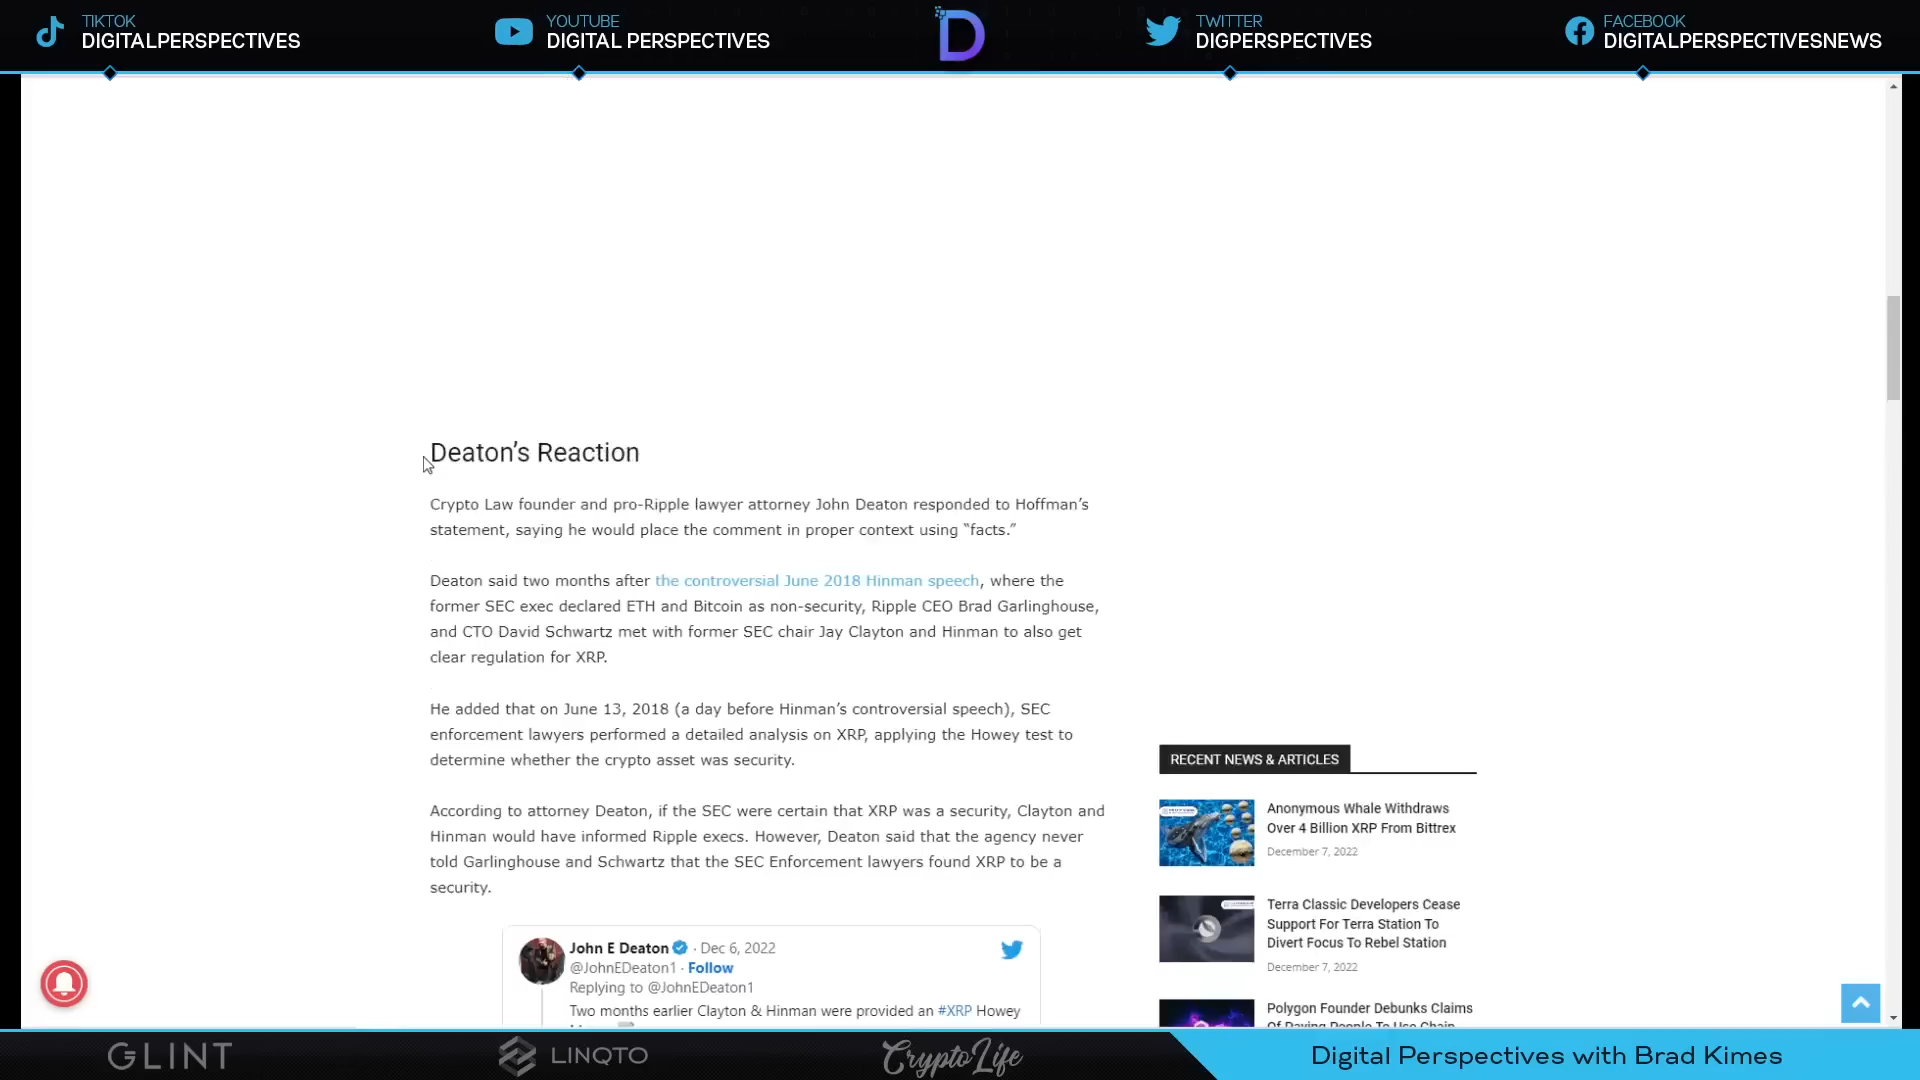 TIKTOK
DIGITALPERSPECTIVES
YOUTUBE
DIGITAL PERSPECTIVES
D
TWITTER
DIGPERSPECTIVES
FACEBOOK
DIGITALPERSPECTIVESNEWS
Deaton’s Reaction
Crypto Law founder and pro-Ripple lawyer attorney John Deaton responded to Hoffman’s
statement, saying he would place the comment in proper context using “facts.”
Deaton said two months after the controversial June 2018 Hinman speech, where the
former SEC exec declared ETH and Bitcoin as non-security, Ripple CEO Brad Garlinghouse,
and CTO David Schwartz met with former SEC chair Jay Clayton and Hinman to also get
clear regulation for XRP.
He added that on June 13, 2018 (a day before Hinman’s controversial speech), SEC
enforcement lawyers performed a detailed analysis on XRP, applying the Howey test to
determine whether the crypto asset was security.
According to attorney Deaton, if the SEC were certain that XRP was a security, Clayton and
Hinman would have informed Ripple execs. However, Deaton said that the agency never
told Garlinghouse and Schwartz that the SEC Enforcement lawyers found XRP to be a
security.
John E Deaton · Dec 6, 2022
@JohnEDeaton1 · Follow
Replying to @JohnEDeaton1
Two months earlier Clayton & Hinman were provided an #XRP Howey
RECENT NEWS & ARTICLES
Anonymous Whale Withdraws
Over 4 Billion XRP From Bittrex
December 7, 2022
Terra Classic Developers Cease
Support For Terra Station To
Divert Focus To Rebel Station
December 7, 2022
Polygon Founder Debunks Claims
Of Paying People To Use Chain
GLINT
LINQTO
CryptoLife
Digital Perspectives with Brad Kimes